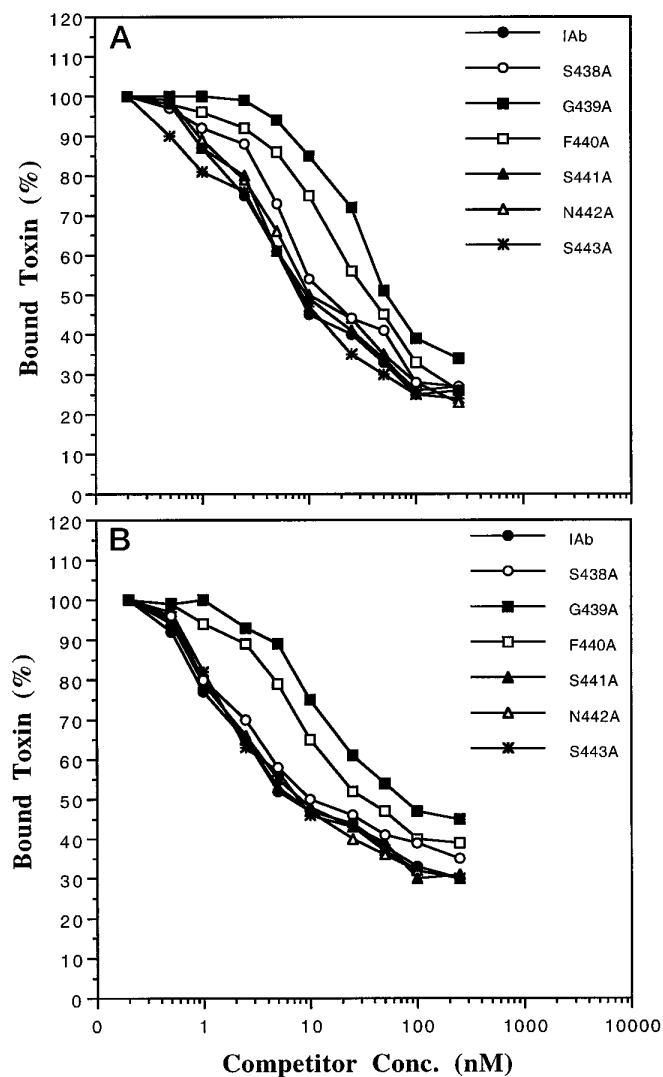 A
Bound Toxin (%)
120
110
100
90
80
70
60
50
40
30
20
10
0
IAb
S438A
G439A
F440A
S441A
N442A
S443A
B
Bound Toxin (%)
120
110
100
90
80
70
60
50
40
30
20
10
0
IAb
S438A
G439A
F440A
S441A
N442A
S443A
0 1 10 100 1000 10000
Competitor Conc. (nM)